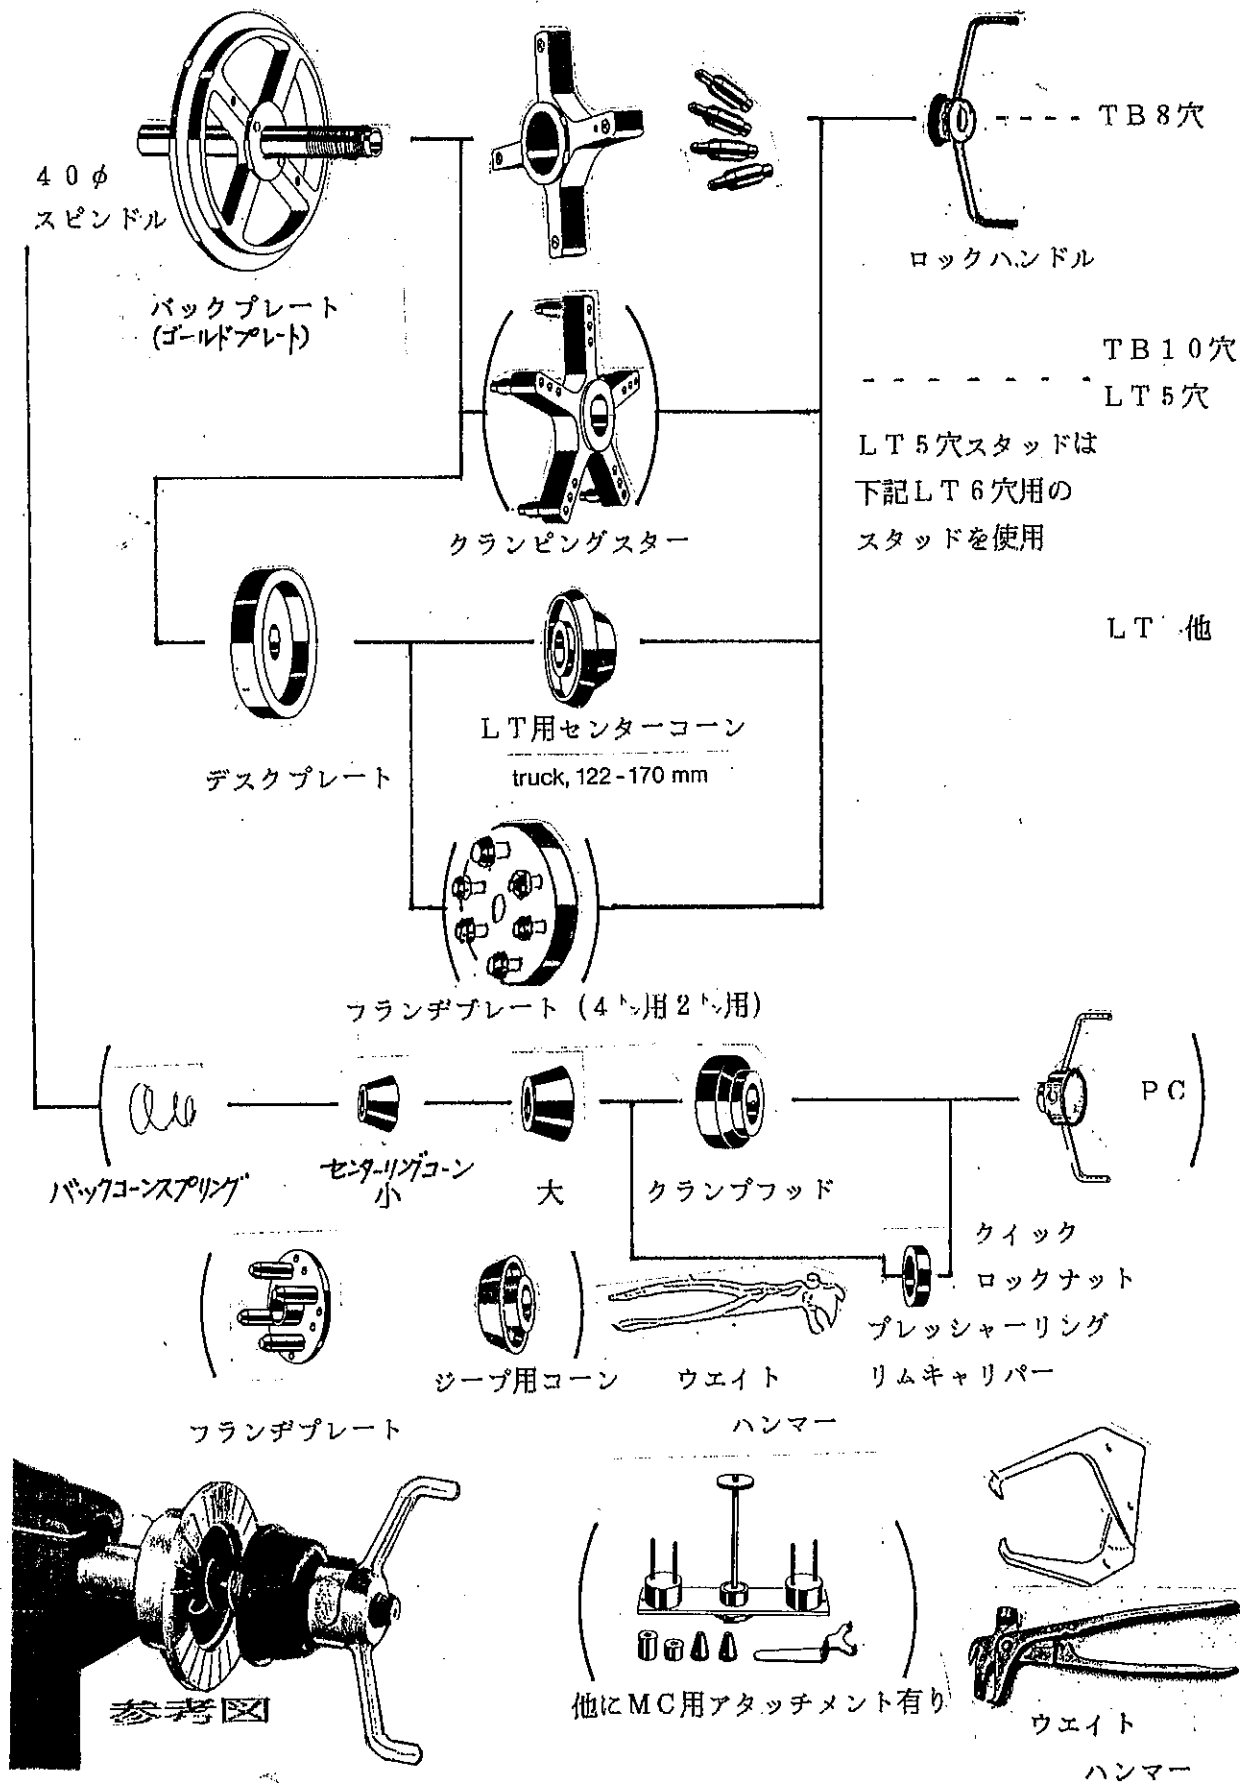 TB8穴
40φ
スピンドル
ロックハンドル
バックプレート
(ゴールドプレート)
TB10穴
LT5穴
LT5穴スタッドは
下記LT6穴用の
スタッドを使用
クランピングスター
LT 他
LT用センターコーン
truck, 122-170 mm
デスクプレート
フランヂプレート (4㌧用2㌧用)
PC
バックコーンスプリング
センターリングコーン
小
大
クランプフッド
クイック
ロックナット
プレッシャーリング
リムキャリパー
ジープ用コーン
ウエイト
ハンマー
フランヂプレート
参考図
他にMC用アタッチメント有り
ウエイト
ハンマー